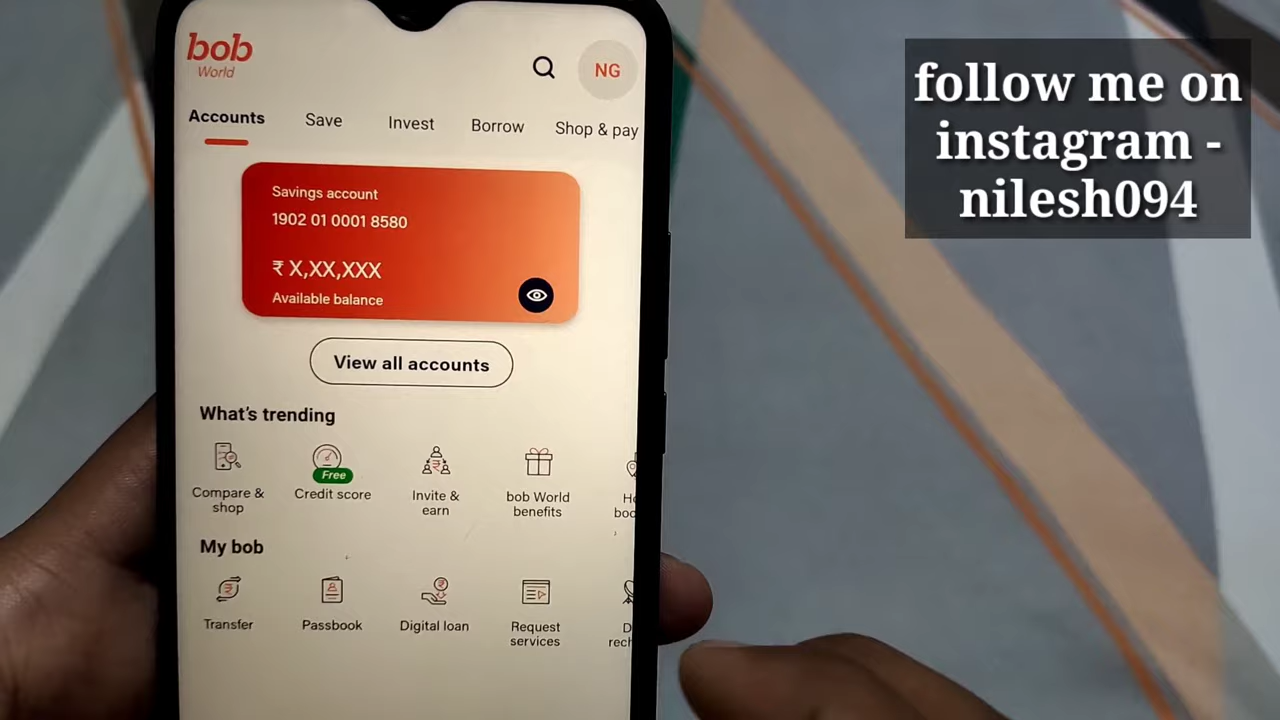 bob
World
NG
Accounts
Save
Invest
Borrow
Shop & pay
Savings account
1902 01 0001 8580
₹ X,XX,XXX
Available balance
View all accounts
What's trending
Free
Compare &
shop
Credit score
Invite &
earn
bob World
benefits
My bob
Transfer
Passbook
Digital loan
Request
services
follow me on
instagram -
nilesh094